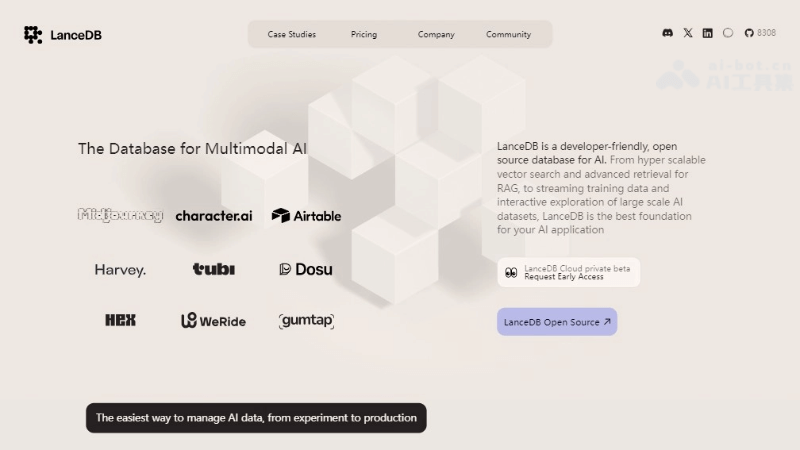 LanceDB
Case Studies
Pricing
Company
Community
8308
ai-bot.cn
AI工具集
The Database for Multimodal AI
Midjourney
character.ai
Airtable
Harvey.
tubi
Dosu
HEX
WeRide
gumtap
LanceDB is a developer-friendly, open
source database for AI. From hyper scalable
vector search and advanced retrieval for
RAG, to streaming training data and
interactive exploration of large scale AI
datasets, LanceDB is the best foundation
for your AI application
LanceDB Cloud private beta
Request Early Access
LanceDB Open Source
The easiest way to manage AI data, from experiment to production